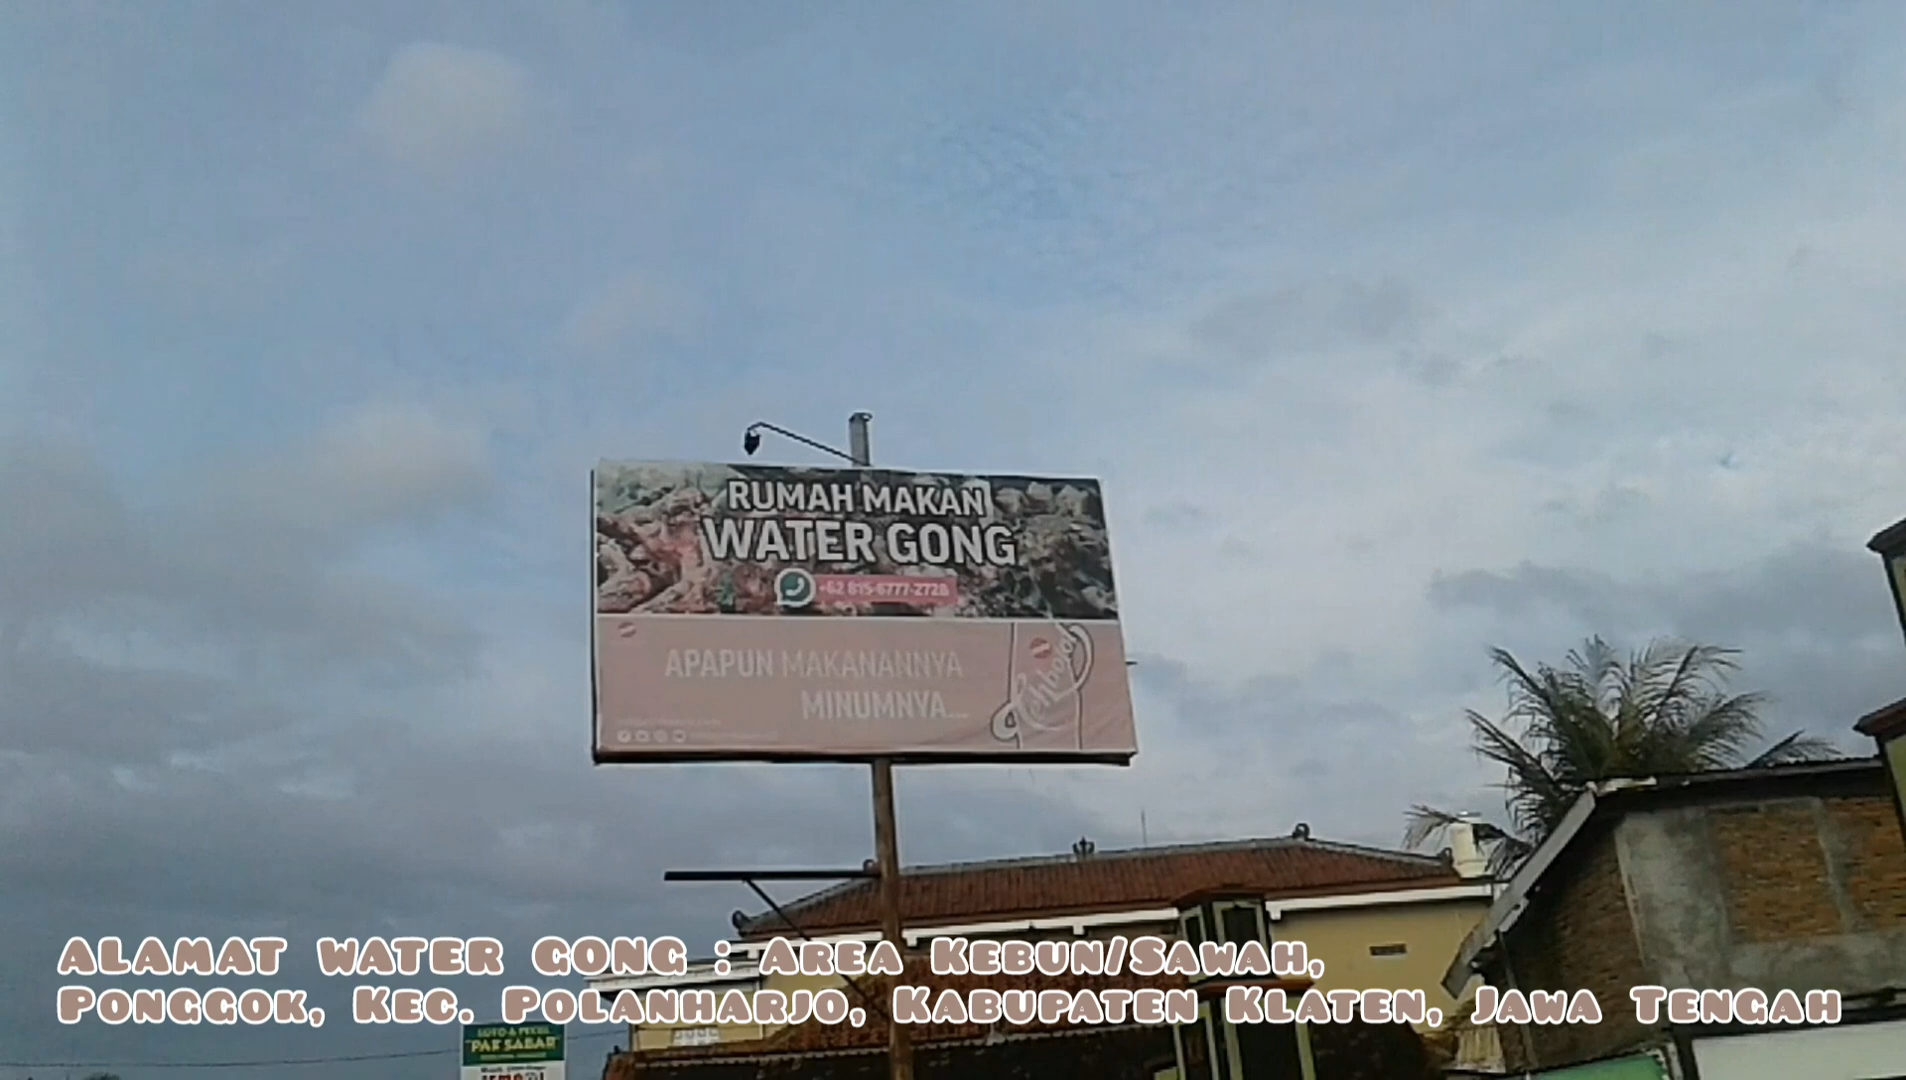 RUMAH MAKAN
WATER GONG
+62 815-6777-2728
APAPUN MAKANANNYA
MINUMNYA...
Tehbotol
ALAMAT WATER GONG : AREA KEBUN/SAWAH,
PONGGOK, KEC. POLANHARJO, KABUPATEN KLATEN, JAWA TENGAH
SOTO & PECEL
"PAK SABAR"